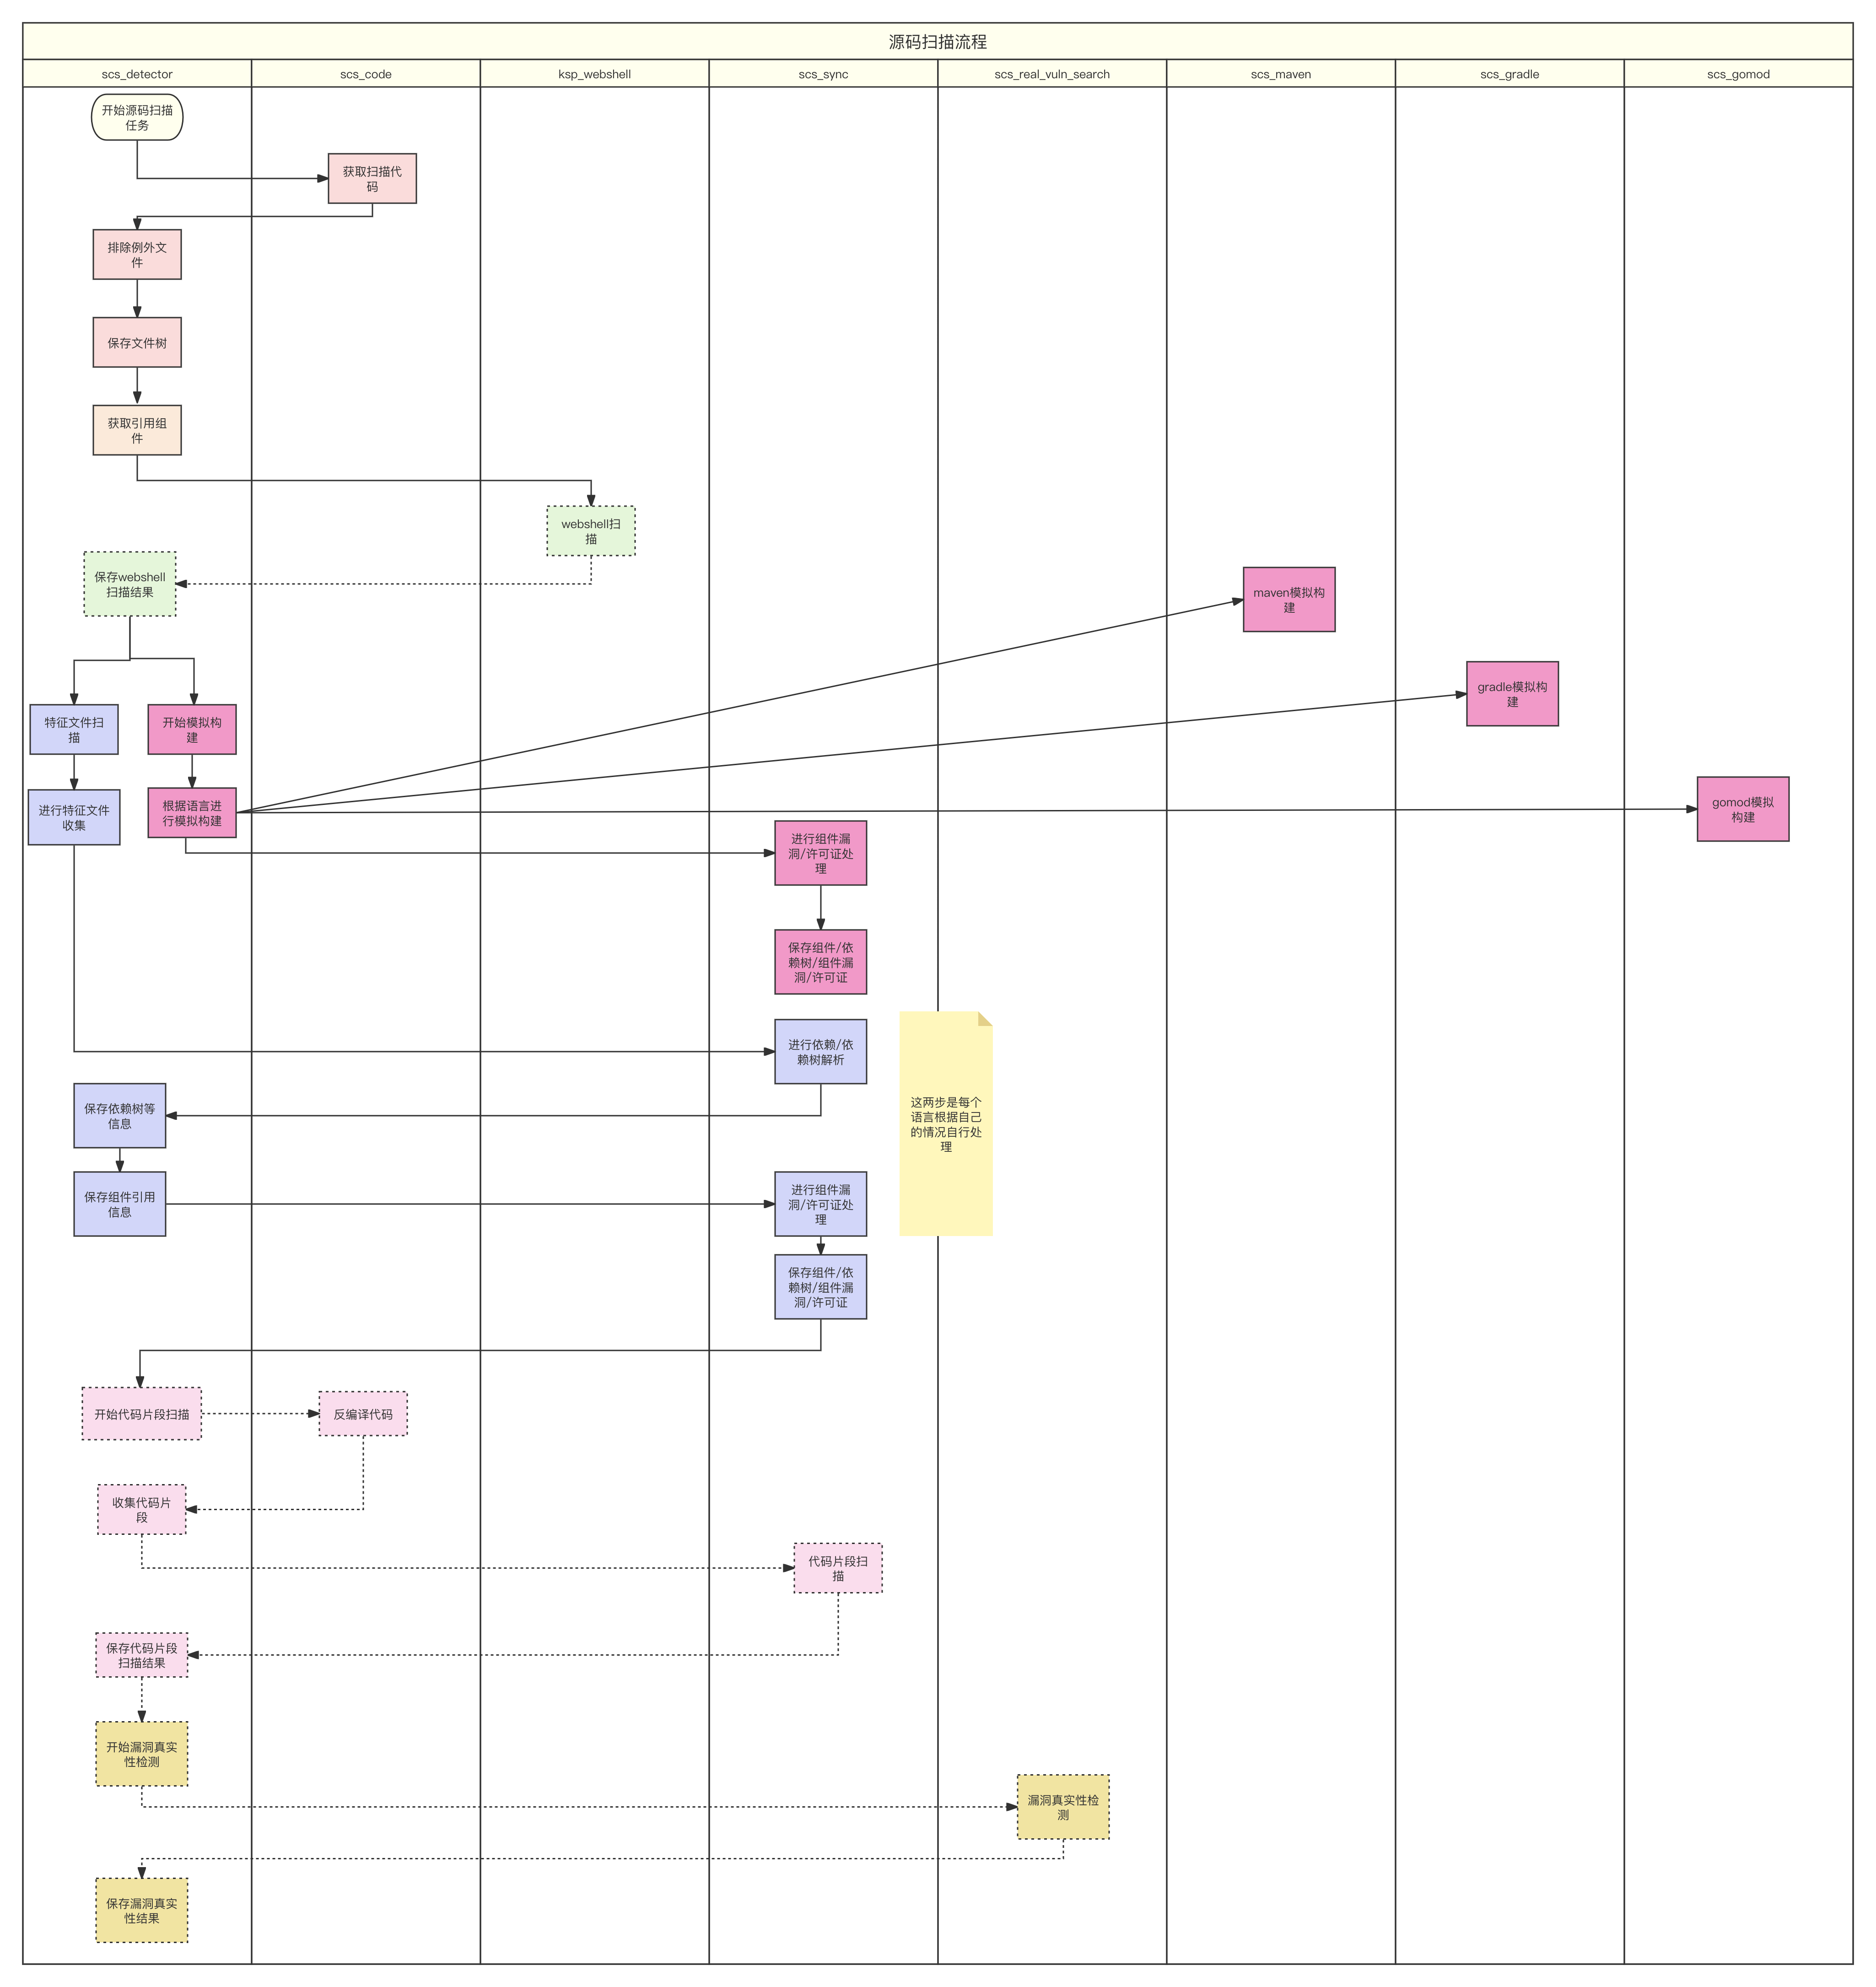 源码扫描流程
scs_detector
scs_code
ksp_webshell
scs_sync
scs_real_vuln_search
scs_maven
scs_gradle
scs_gomod
开始源码扫描
任务
获取扫描代
码
排除例外文
件
保存文件树
获取引用组
件
webshell扫
描
保存webshell
扫描结果
maven模拟构
建
gradle模拟构
建
特征文件扫
描
开始模拟构
建
进行特征文件
收集
根据语言进
行模拟构建
gomod模拟
构建
进行组件漏
洞/许可证处
理
保存组件/依
赖树/组件漏
洞/许可证
进行依赖/依
赖树解析
这两步是每个
语言根据自己
的情况自行处
理
保存依赖树等
信息
保存组件引用
信息
进行组件漏
洞/许可证处
理
保存组件/依
赖树/组件漏
洞/许可证
开始代码片段扫描
反编译代码
收集代码片
段
代码片段扫
描
保存代码片段
扫描结果
开始漏洞真实
性检测
漏洞真实性检
测
保存漏洞真实
性结果